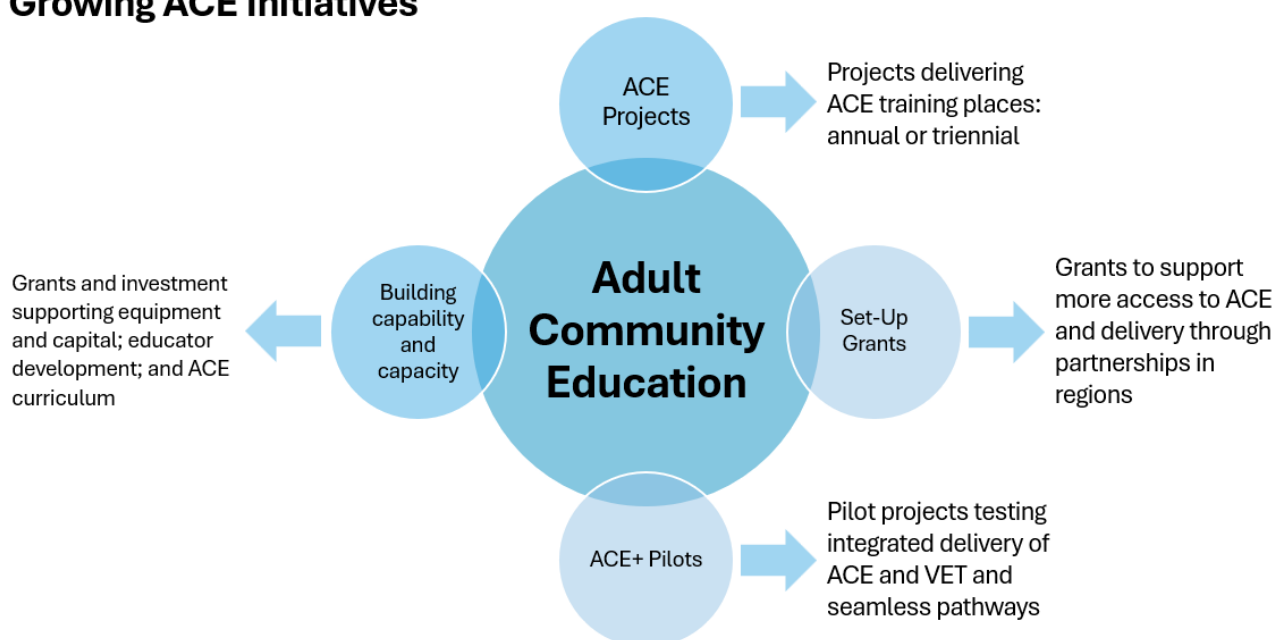 Growing ACE Initiatives
ACE
Projects
Projects delivering
ACE training places:
annual or triennial
Adult
Community
Education
Building
capability
and
capacity
Grants and investment
supporting equipment
and capital; educator
development; and ACE
curriculum
Set-Up
Grants
Grants to support
more access to ACE
and delivery through
partnerships in
regions
ACE+ Pilots
Pilot projects testing
integrated delivery of
ACE and VET and
seamless pathways